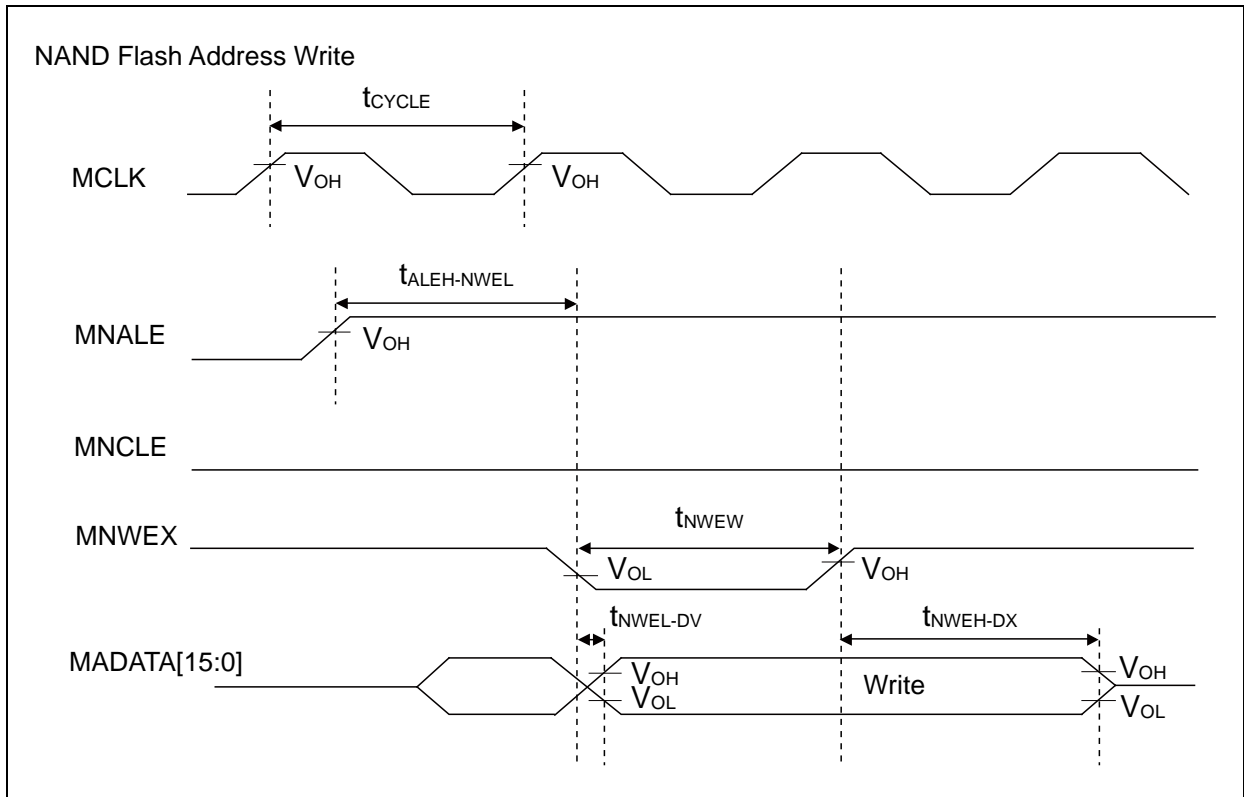 NAND Flash Address Write
tCYCLE
MCLK
VOH
VOH
tALEH-NWEL
MNALE
VOH
MNCLE
tNWEW
MNWEX
VOL
VOH
tNWEL-DV
tNWEH-DX
MADATA[15:0]
VOH
VOL
Write
VOH
VOL